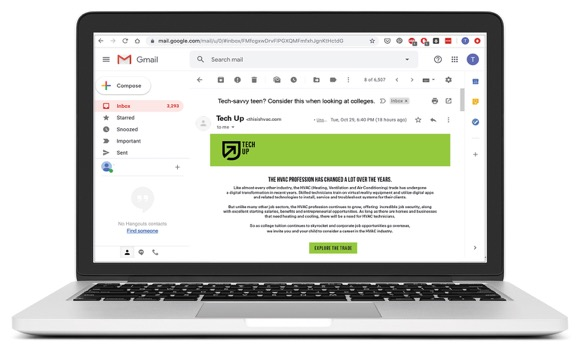 mail.google.com/mail/u/0/#inbox/
Gmail
Search mail
T
Compose
6 of 6,507
Inbox 3,293
Starred
Snoozed
Important
Sent
No Hangouts contacts
Find someone
Tech-savvy teen? Consider this when looking at colleges.
Inbox x
Tech Up
Tue, Oct 29, 6:40 PM (18 hours ago)
to me
TECH
UP
THE HVAC PROFESSION HAS CHANGED A LOT OVER THE YEARS.
Like almost every other industry, the HVAC (Heating, Ventilation and Air Conditioning) trade has undergone
a digital transformation in recent years. Skilled technicians train on virtual reality equipment and utilize digital apps
and related technologies to install, service and troubleshoot systems for their clients.
But unlike many other job sectors, the HVAC profession continues to grow, offering incredible job security, along
with excellent starting salaries, benefits and entrepreneurial opportunities. As long as there are homes and businesses
that need heating and cooling, there will be a need for HVAC technicians.
So as college tuition continues to skyrocket and corporate job opportunities go overseas,
we invite you and your child to consider a career in the HVAC industry.
EXPLORE THE TRADE